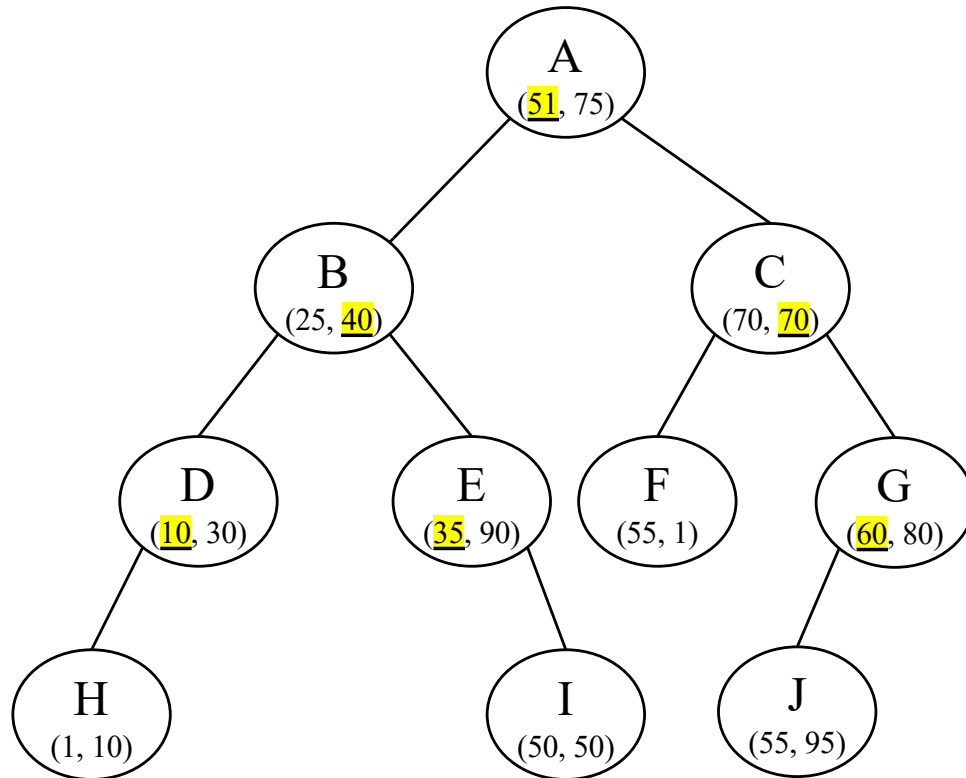 A
(51, 75)
B
(25, 40)
C
(70, 70)
D
(10, 30)
E
(35, 90)
F
(55, 1)
G
(60, 80)
H
(1, 10)
I
(50, 50)
J
(55, 95)